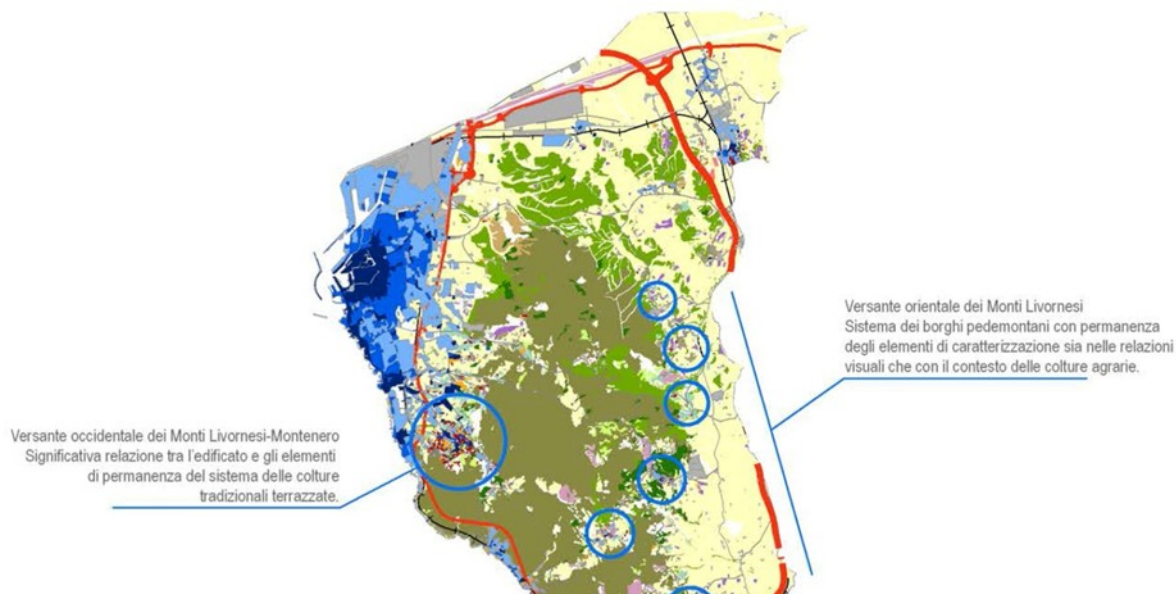 Versante orientale dei Monti Livornesi
Sistema dei borghi pedemontani con permanenza
degli elementi di caratterizzazione sia nelle relazioni
visuali che con il contesto delle colture agrarie.
Versante occidentale dei Monti Livornesi-Montenero
Significativa relazione tra l'edificato e gli elementi
di permanenza del sistema delle colture
tradizionali terrazzate.